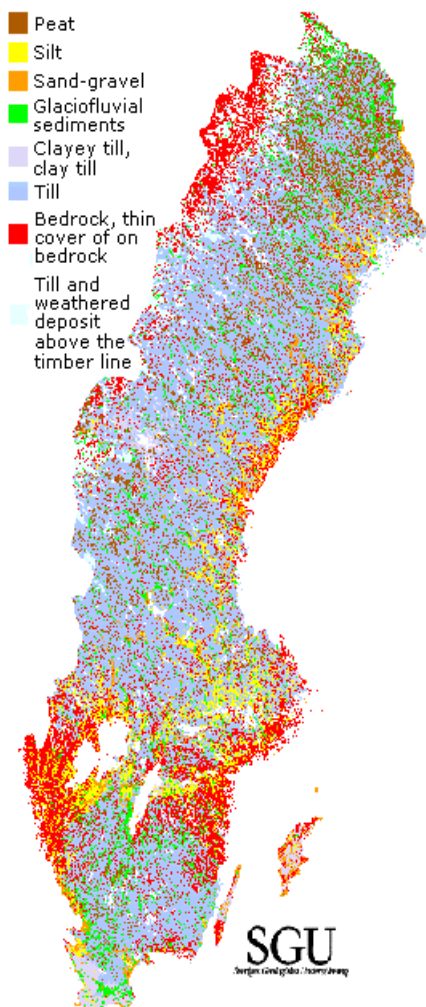 Peat
Silt
Sand-gravel
Glaciofluvial
sediments
Clayey till,
clay till
Till
Bedrock, thin
cover of on
bedrock
Till and
weathered
deposit
above the
timber line
SGU